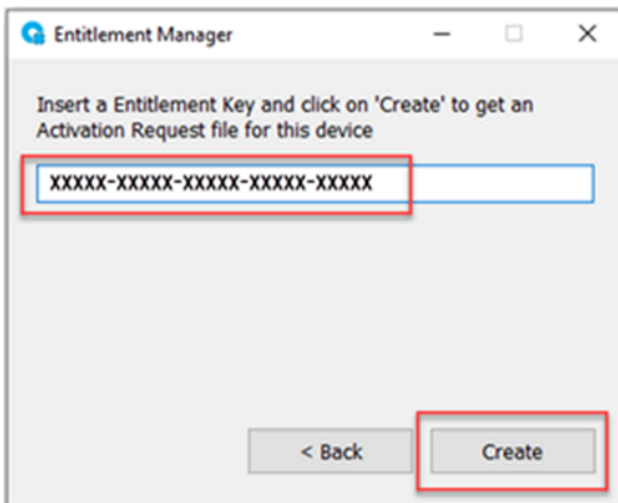 Entitlement Manager
Insert a Entitlement Key and click on 'Create' to get an
Activation Request file for this device
XXXXX-XXXXX-XXXXX-XXXXX-XXXXX
< Back
Create